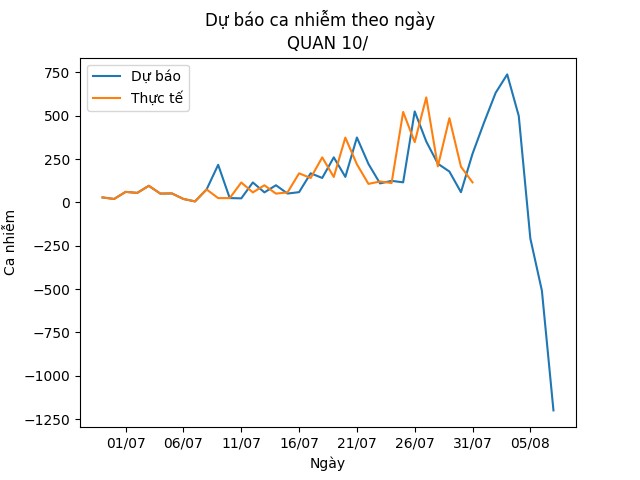 Dự báo ca nhiễm theo ngày
QUAN 10/
Dự báo
Thực tế
750
500
250
0
−250
−500
−750
−1000
−1250
Ca nhiễm
01/07
06/07
11/07
16/07
21/07
26/07
31/07
05/08
Ngày